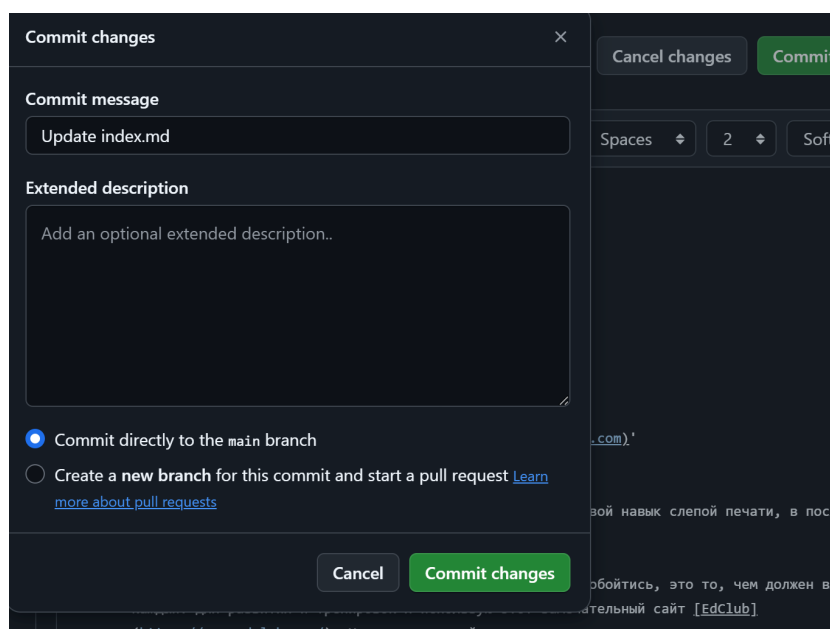 Commit changes
Cancel changes
Commit message
Update index.md
Spaces
2
Extended description
Add an optional extended description..
Commit directly to the main branch
.com)'
Create a new branch for this commit and start a pull request Learn
more about pull requests
вой навык слепой печати, в
Cancel
Commit changes
обойтись, это то, чем должен
сайт [EdClub]